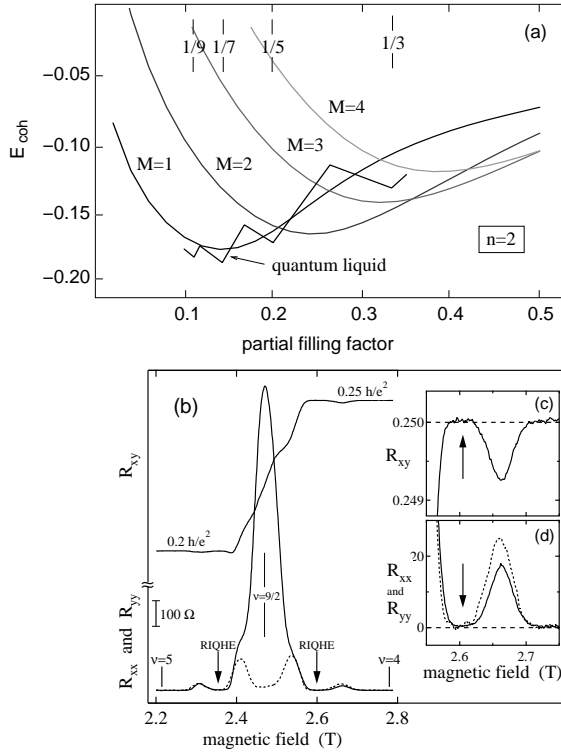 (a)
1/9 1/7 1/5 1/3
−0.05
−0.10
−0.15
−0.20
E_coh
M=1
M=2
M=3
M=4
n=2
quantum liquid
0.1 0.2 0.3 0.4 0.5
partial filling factor
(b)
0.25 h/e²
R_xy
0.2 h/e²
R_xx and R_yy
100 Ω
ν=9/2
RIQHE
RIQHE
ν=5
ν=4
2.2 2.4 2.6 2.8
magnetic field (T)
(c)
0.250
R_xy
0.249
(d)
20
R_xx
and
R_yy
0
2.6 2.7
magnetic field (T)